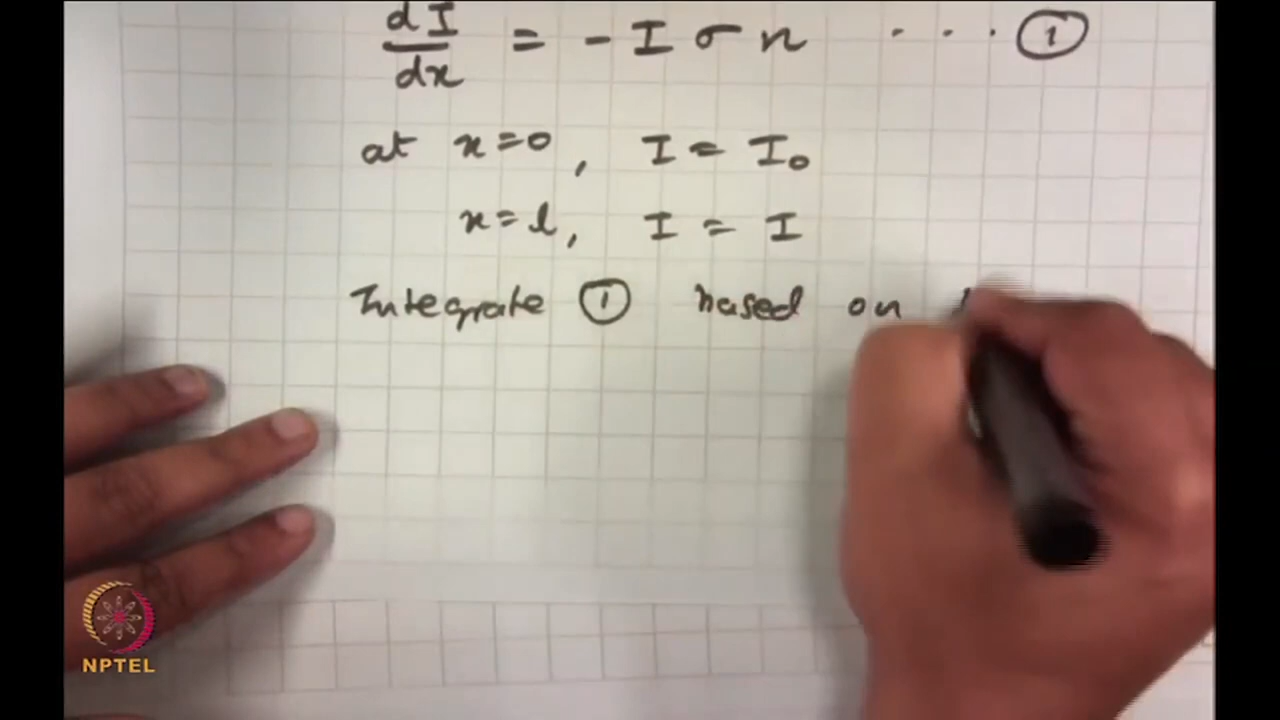 dI/dx = - I σ n . . . ①
at x=0, I = I₀
x=l, I = I
Integrate ① based on
NPTEL